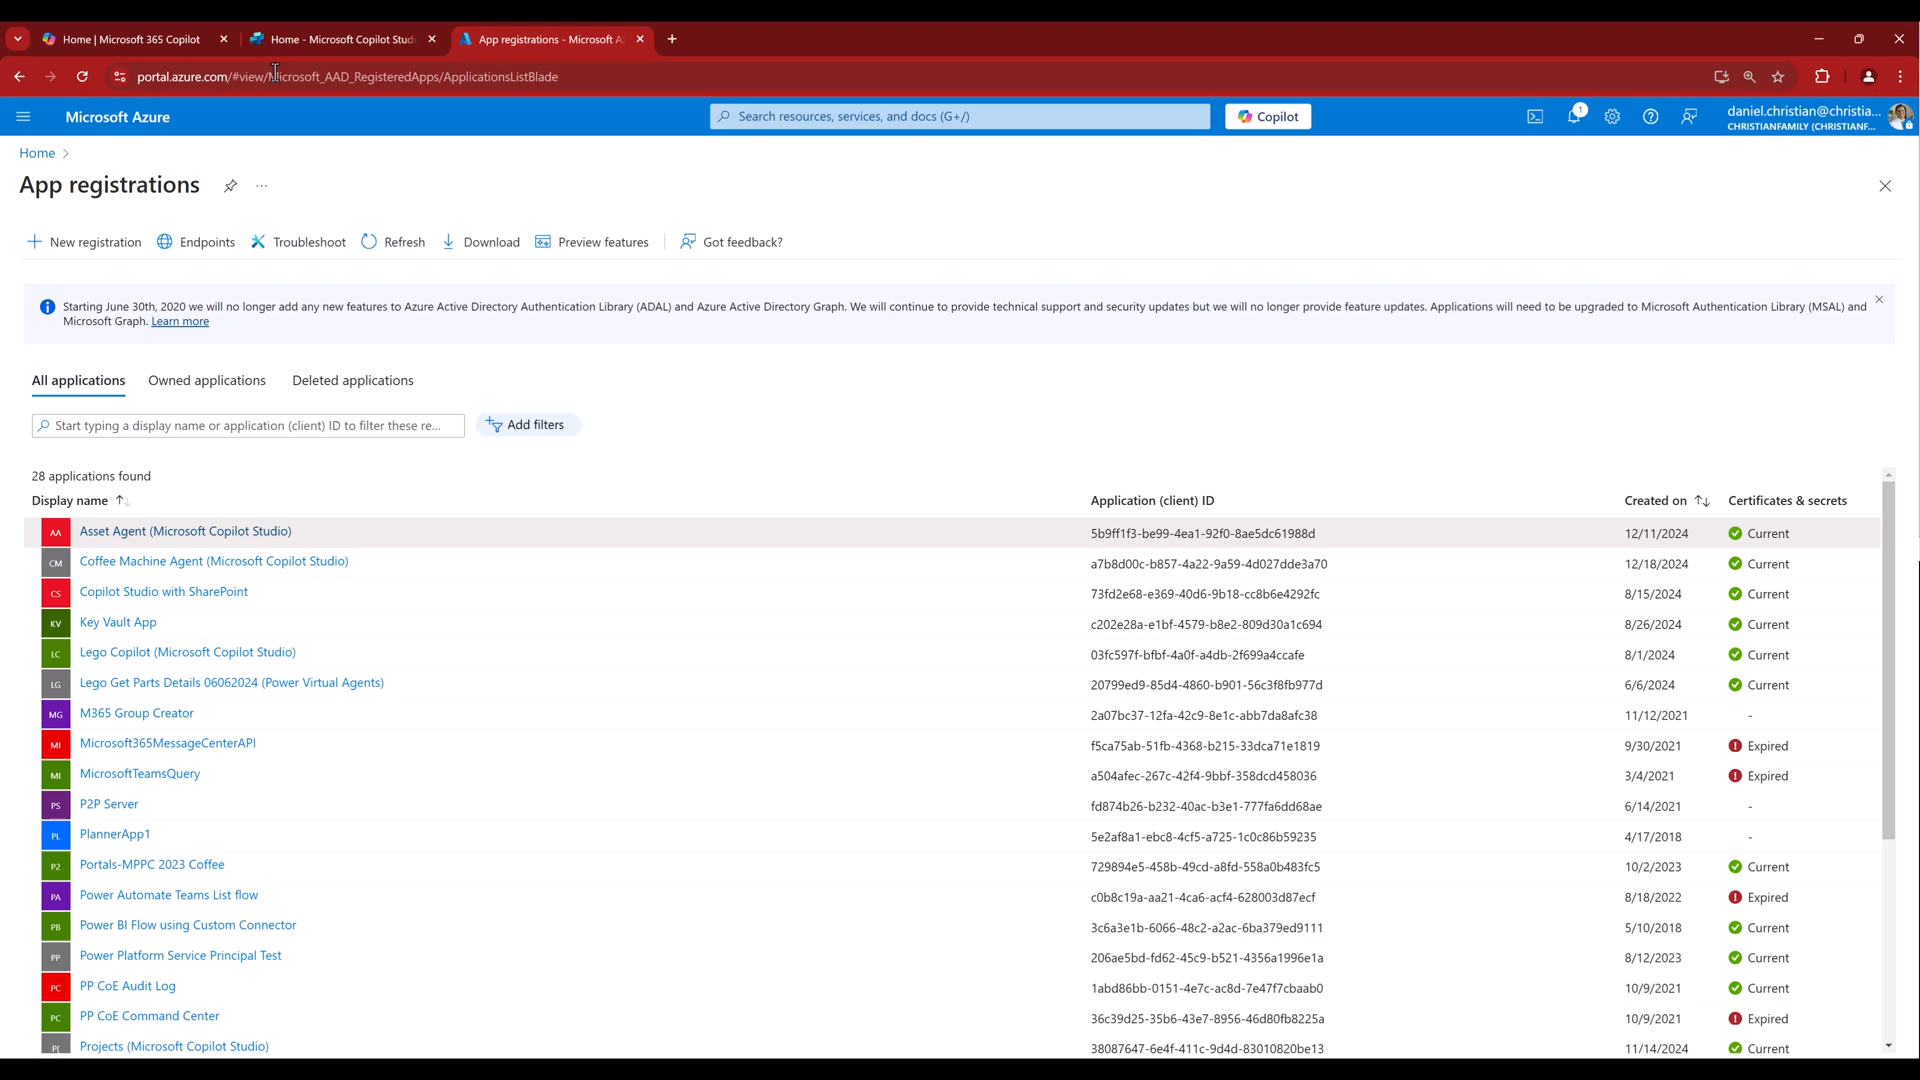 Home | Microsoft 365 Copilot
Home - Microsoft Copilot Stud
App registrations - Microsoft A
portal.azure.com/#view/Microsoft_AAD_RegisteredApps/ApplicationsListBlade
Microsoft Azure
Search resources, services, and docs (G+/)
Copilot
1
daniel.christian@christia...
CHRISTIANFAMILY (CHRISTIANF...
Home
App registrations
New registration
Endpoints
Troubleshoot
Refresh
Download
Preview features
Got feedback?
Starting June 30th, 2020 we will no longer add any new features to Azure Active Directory Authentication Library (ADAL) and Azure Active Directory Graph. We will continue to provide technical support and security updates but we will no longer provide feature updates. Applications will need to be upgraded to Microsoft Authentication Library (MSAL) and
Microsoft Graph. Learn more
All applications
Owned applications
Deleted applications
Start typing a display name or application (client) ID to filter these re...
Add filters
28 applications found
Display name
Application (client) ID
Created on
Certificates & secrets
AA Asset Agent (Microsoft Copilot Studio) 5b9ff1f3-be99-4ea1-92f0-8ae5dc61988d 12/11/2024 Current
CM Coffee Machine Agent (Microsoft Copilot Studio) a7b8d00c-b857-4a22-9a59-4d027dde3a70 12/18/2024 Current
CS Copilot Studio with SharePoint 73fd2e68-e369-40d6-9b18-cc8b6e4292fc 8/15/2024 Current
KV Key Vault App c202e28a-e1bf-4579-b8e2-809d30a1c694 8/26/2024 Current
LC Lego Copilot (Microsoft Copilot Studio) 03fc597f-bfbf-4a0f-a4db-2f699a4ccafe 8/1/2024 Current
LG Lego Get Parts Details 06062024 (Power Virtual Agents) 20799ed9-85d4-4860-b901-56c3f8fb977d 6/6/2024 Current
MG M365 Group Creator 2a07bc37-12fa-42c9-8e1c-abb7da8afc38 11/12/2021 -
MI Microsoft365MessageCenterAPI f5ca75ab-51fb-4368-b215-33dca71e1819 9/30/2021 Expired
MI MicrosoftTeamsQuery a504afec-267c-42f4-9bbf-358dcd458036 3/4/2021 Expired
PS P2P Server fd874b26-b232-40ac-b3e1-777fa6dd68ae 6/14/2021 -
PL PlannerApp1 5e2af8a1-ebc8-4cf5-a725-1c0c86b59235 4/17/2018 -
P2 Portals-MPPC 2023 Coffee 729894e5-458b-49cd-a8fd-558a0b483fc5 10/2/2023 Current
PA Power Automate Teams List flow c0b8c19a-aa21-4ca6-acf4-628003d87ecf 8/18/2022 Expired
PB Power BI Flow using Custom Connector 3c6a3e1b-6066-48c2-a2ac-6ba379ed9111 5/10/2018 Current
PP Power Platform Service Principal Test 206ae5bd-fd62-45c9-b521-4356a1996e1a 8/12/2023 Current
PC PP CoE Audit Log 1abd86bb-0151-4e7c-ac8d-7e47f7cbaab0 10/9/2021 Current
PC PP CoE Command Center 36c39d25-35b6-43e7-8956-46d80fb8225a 10/9/2021 Expired
P( Projects (Microsoft Copilot Studio) 38087647-6e4f-411c-9d4d-83010820be13 11/14/2024 Current